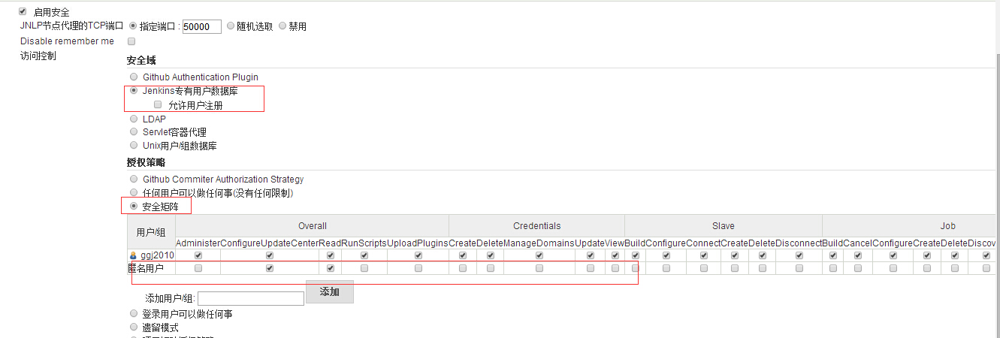 启用安全
JNLP节点代理的TCP端口 指定端口 : 50000 随机选取 禁用
Disable remember me
访问控制
安全域
Github Authentication Plugin
Jenkins专有用户数据库
允许用户注册
LDAP
Servlet容器代理
Unix用户/组数据库
授权策略
Github Commiter Authorization Strategy
任何用户可以做任何事(没有任何限制)
安全矩阵
用户/组 Overall Credentials Slave Job
Administer ConfigureUpdateCenter Read RunScripts UploadPlugins Create Delete ManageDomains Update View Build Configure Connect Create Delete Disconnect Build Cancel Configure Create Delete Discov
ggj2010
匿名用户
添加用户/组: 添加
登录用户可以做任何事
遗留模式